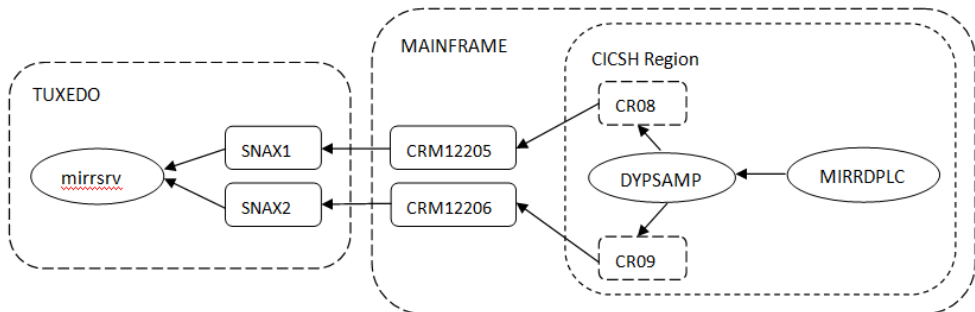 MAINFRAME
CICSH Region
TUXEDO
CR08
SNAX1
CRM12205
mirrsrv
DYPSAMP
MIRRDPLC
SNAX2
CRM12206
CR09